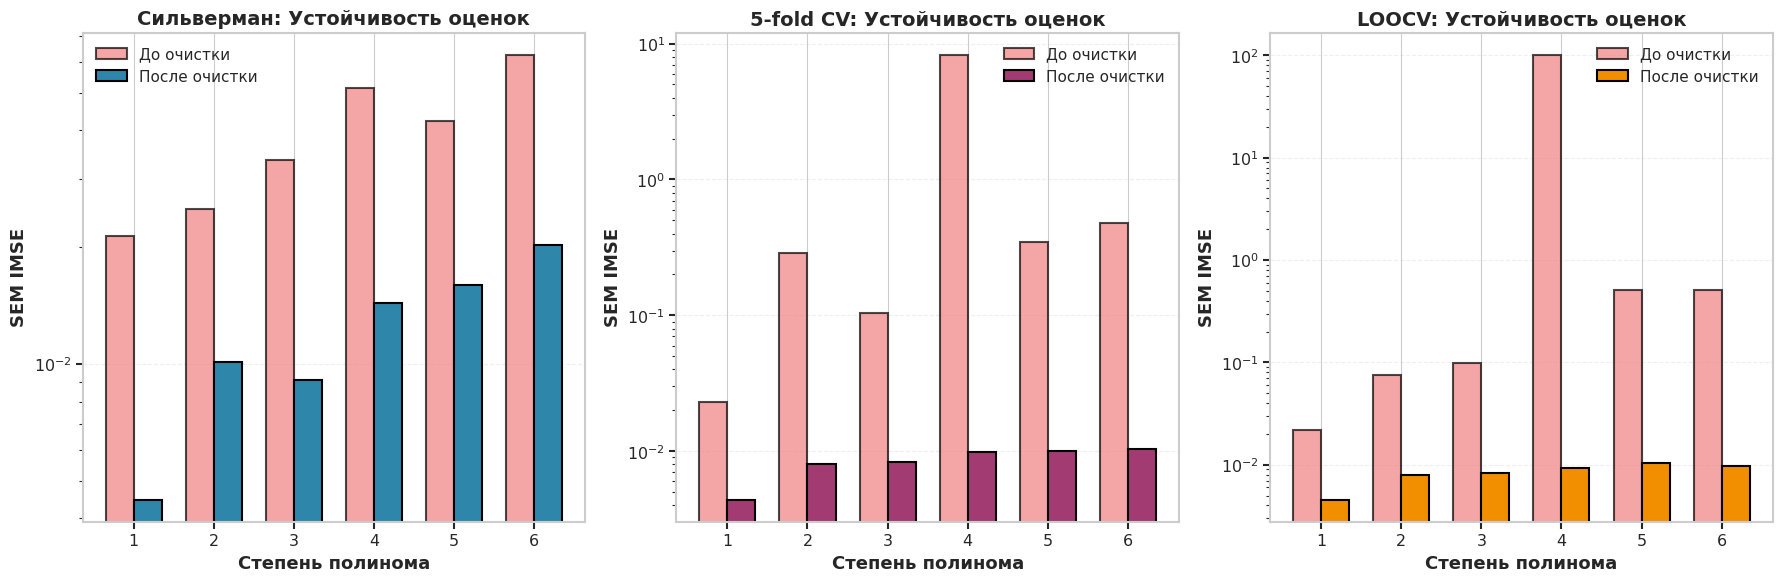 Сильверман: Устойчивость оценок
До очистки
После очистки
SEM IMSE
10⁻²
1 2 3 4 5 6
Степень полинома
5-fold CV: Устойчивость оценок
До очистки
После очистки
SEM IMSE
10¹
10⁰
10⁻¹
10⁻²
1 2 3 4 5 6
Степень полинома
LOOCV: Устойчивость оценок
До очистки
После очистки
SEM IMSE
10²
10¹
10⁰
10⁻¹
10⁻²
1 2 3 4 5 6
Степень полинома